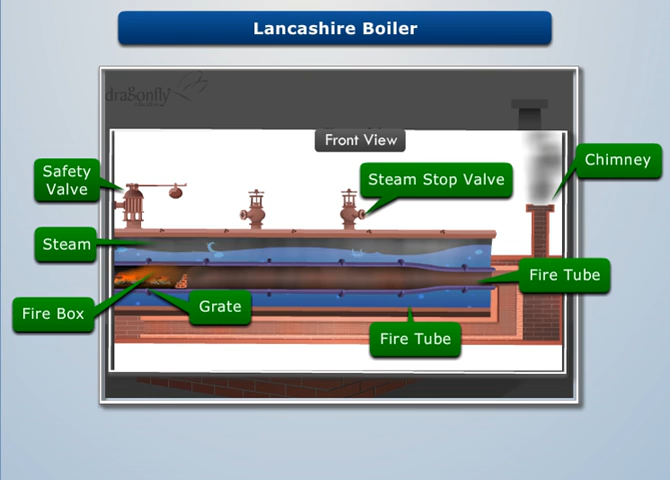 Lancashire Boiler
dragonfly
Front View
Safety
Valve
Steam Stop Valve
Chimney
Steam
Fire Tube
Fire Box
Grate
Fire Tube